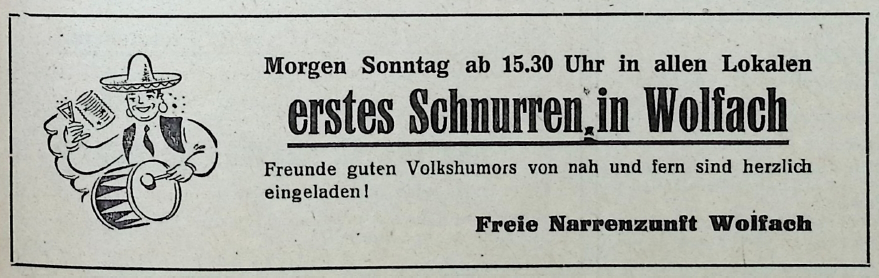 Morgen Sonntag ab 15.30 Uhr in allen Lokalen
erstes Schnurren in Wolfach
Freunde guten Volkshumors von nah und fern sind herzlich
eingeladen!
Freie Narrenzunft Wolfach